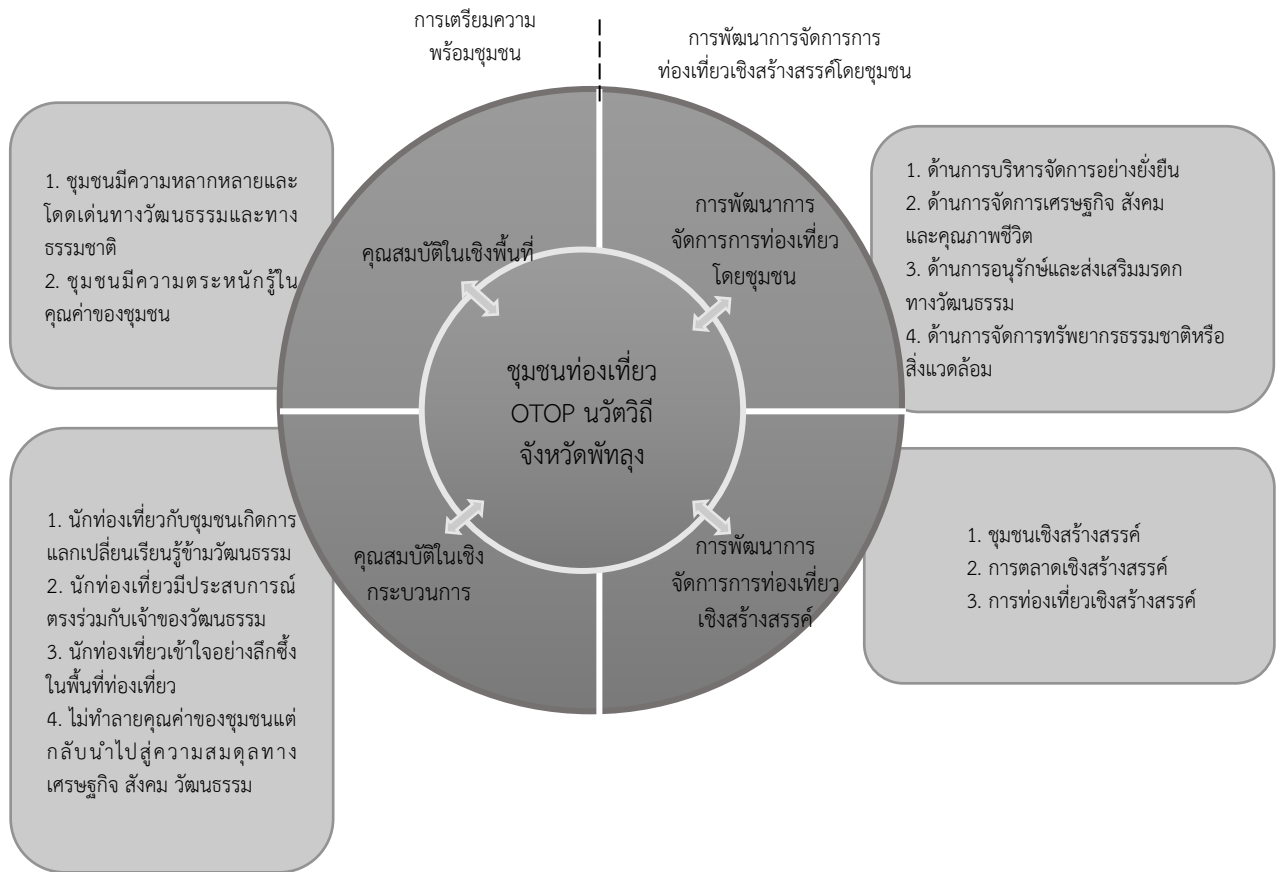 การเตรียมความ
พร้อมชุมชน
การพัฒนาการจัดการการ
ท่องเที่ยวเชิงสร้างสรรค์โดยชุมชน
1. ชุมชนมีความหลากหลายและ
โดดเด่นทางวัฒนธรรมและทาง
ธรรมชาติ
2. ชุมชนมีความตระหนักรู้ใน
คุณค่าของชุมชน
คุณสมบัติในเชิงพื้นที่
การพัฒนาการ
จัดการการท่องเที่ยว
โดยชุมชน
1. ด้านการบริหารจัดการอย่างยั่งยืน
2. ด้านการจัดการเศรษฐกิจ สังคม
และคุณภาพชีวิต
3. ด้านการอนุรักษ์และส่งเสริมมรดก
ทางวัฒนธรรม
4. ด้านการจัดการทรัพยากรธรรมชาติหรือ
สิ่งแวดล้อม
ชุมชนท่องเที่ยว
OTOP นวัตวิถี
จังหวัดพัทลุง
1. นักท่องเที่ยวกับชุมชนเกิดการ
แลกเปลี่ยนเรียนรู้ข้ามวัฒนธรรม
2. นักท่องเที่ยวมีประสบการณ์
ตรงร่วมกับเจ้าของวัฒนธรรม
3. นักท่องเที่ยวเข้าใจอย่างลึกซึ้ง
ในพื้นที่ท่องเที่ยว
4. ไม่ทำลายคุณค่าของชุมชนแต่
กลับนำไปสู่ความสมดุลทาง
เศรษฐกิจ สังคม วัฒนธรรม
คุณสมบัติในเชิง
กระบวนการ
การพัฒนาการ
จัดการการท่องเที่ยว
เชิงสร้างสรรค์
1. ชุมชนเชิงสร้างสรรค์
2. การตลาดเชิงสร้างสรรค์
3. การท่องเที่ยวเชิงสร้างสรรค์